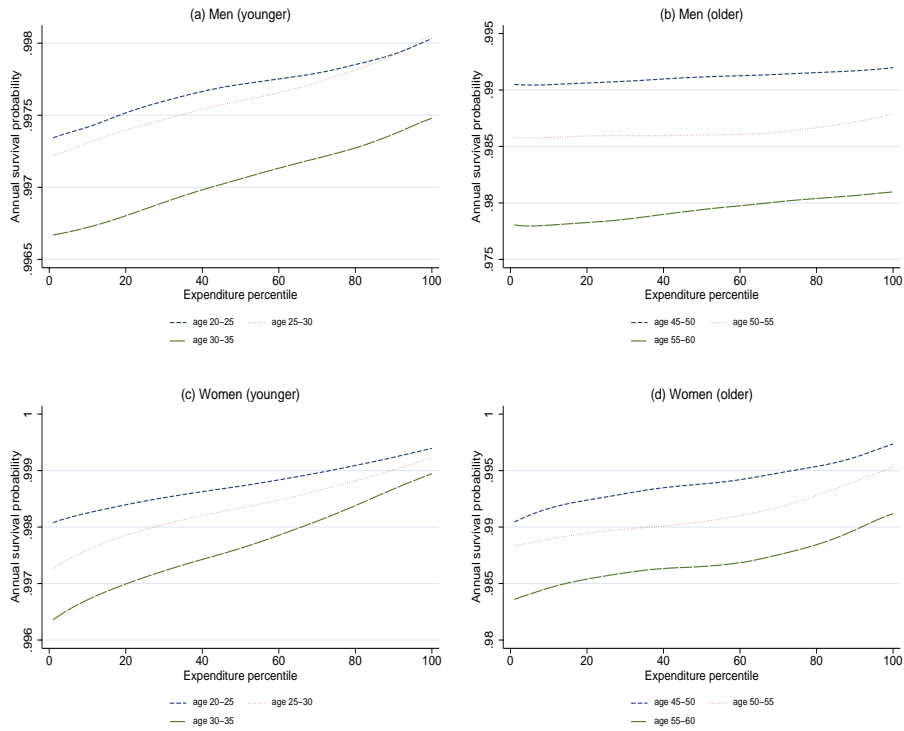 (a) Men (younger)
Annual survival probability
.998
.9975
.997
.9965
0 20 40 60 80 100
Expenditure percentile
age 20–25 age 25–30
age 30–35
(b) Men (older)
Annual survival probability
.995
.99
.985
.98
.975
0 20 40 60 80 100
Expenditure percentile
age 45–50 age 50–55
age 55–60
(c) Women (younger)
Annual survival probability
1
.999
.998
.997
.996
0 20 40 60 80 100
Expenditure percentile
age 20–25 age 25–30
age 30–35
(d) Women (older)
Annual survival probability
1
.995
.99
.985
.98
0 20 40 60 80 100
Expenditure percentile
age 45–50 age 50–55
age 55–60